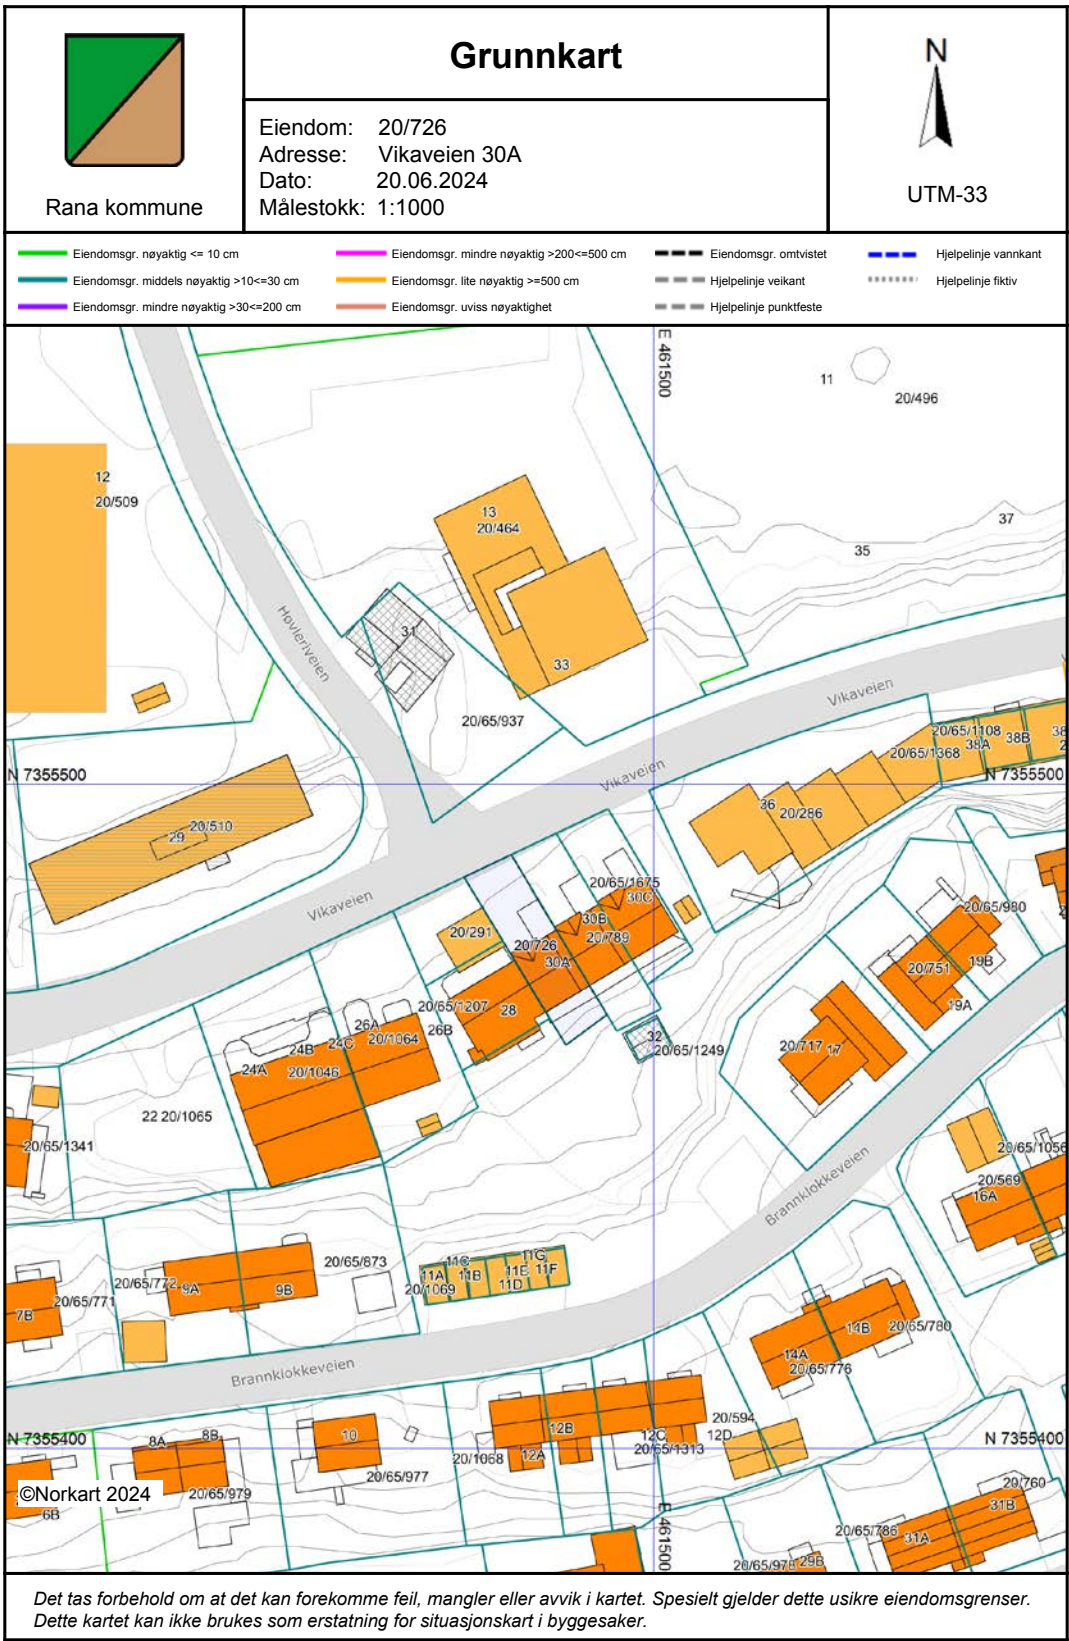 Grunnkart
N
Eiendom: 20/726
Adresse: Vikaveien 30A
Dato: 20.06.2024
Målestokk: 1:1000
Rana kommune
UTM-33
Eiendomsgr. nøyaktig <= 10 cm
Eiendomsgr. mindre nøyaktig >200<=500 cm
Eiendomsgr. omtvistet
Hjelpelinje vannkant
Eiendomsgr. middels nøyaktig >10<=30 cm
Eiendomsgr. lite nøyaktig >=500 cm
Hjelpelinje veikant
Hjelpelinje fiktiv
Eiendomsgr. mindre nøyaktig >30<=200 cm
Eiendomsgr. uviss nøyaktighet
Hjelpelinje punktfeste
E 461500
11
20/496
12
20/509
13
20/464
37
35
31
Hovleriveien
33
Vikaveien
20/65/937
20/65/1108
38A
38B
38
20/65/1368
N 7355500
Vikaveien
N 7355500
36
20/286
29
20/510
20/65/1675
30C
Vikaveien
30B
20/789
20/291
20/726
30A
20/65/980
19B
20/751
19A
20/65/1207
28
26A
26B
20/1064
24C
24B
24A
20/1046
32
20/65/1249
20/717
17
22 20/1065
20/65/1341
20/65/1056
20/569
16A
Brannklokkeveien
20/65/873
11G
11C
11A
11B
11E
11F
11D
20/1069
20/65/772
9A
9B
20/65/771
7B
14B
20/65/780
14A
20/65/776
Brannklokkeveien
20/594
12D
12B
12C
20/65/1313
12A
20/1068
N 7355400
N 7355400
8A
8B
10
20/65/977
20/65/979
6B
©Norkart 2024
E 461500
20/760
31B
20/65/786
31A
20/65/978
29B
Det tas forbehold om at det kan forekomme feil, mangler eller avvik i kartet. Spesielt gjelder dette usikre eiendomsgrenser.
Dette kartet kan ikke brukes som erstatning for situasjonskart i byggesaker.